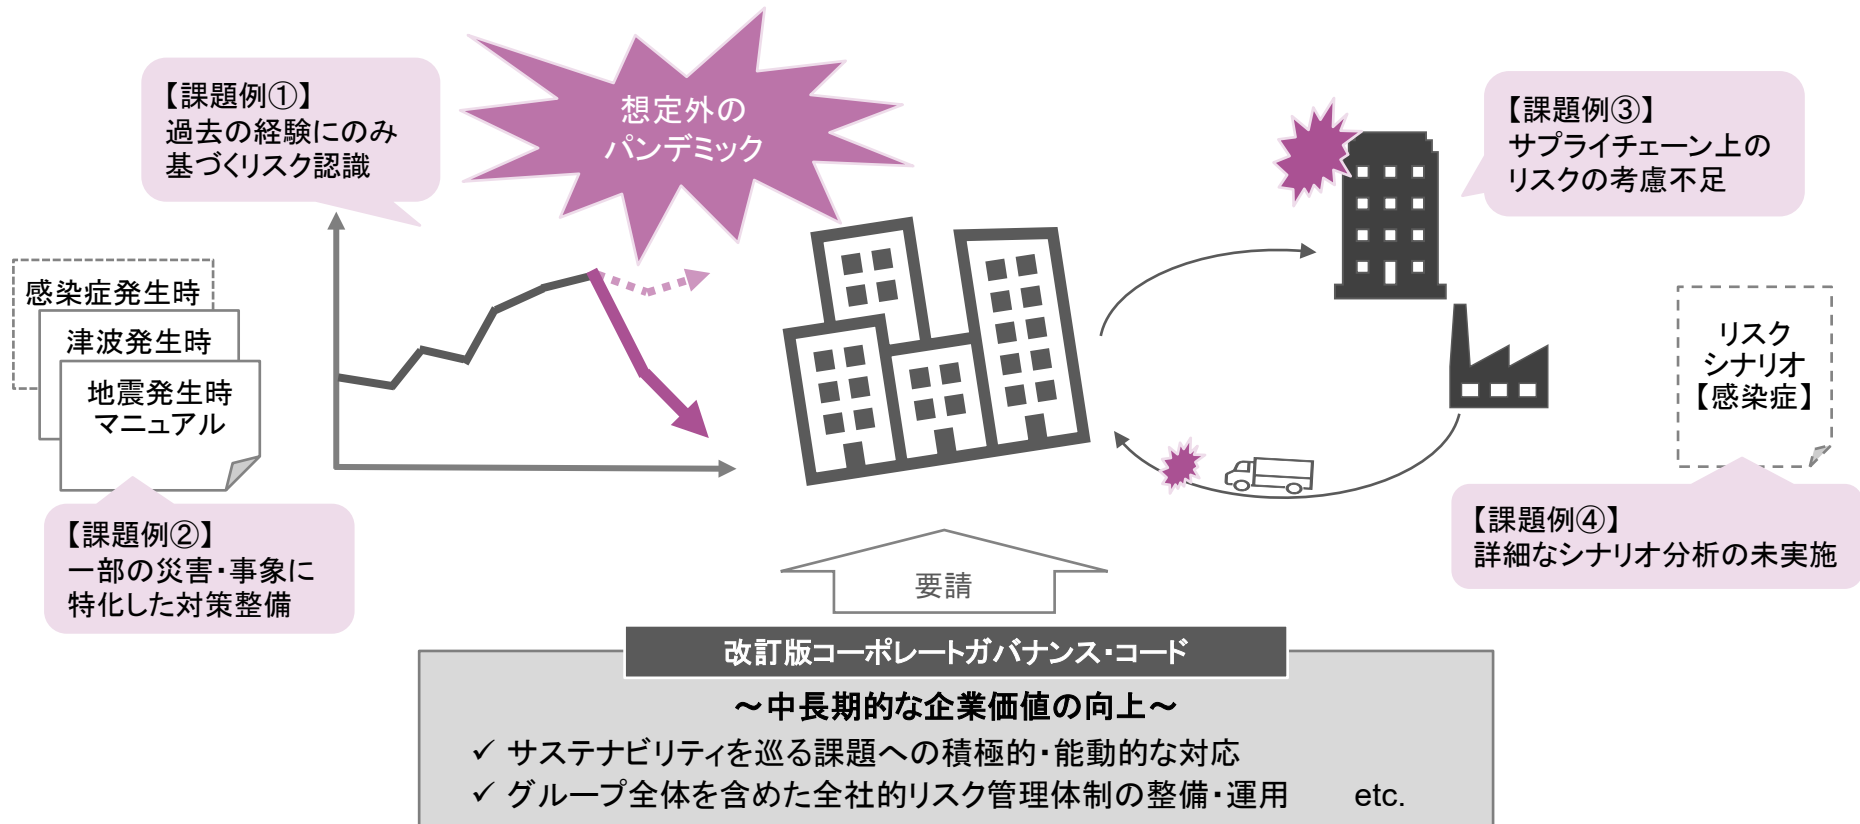 【課題例①】
過去の経験にのみ
基づくリスク認識
想定外の
パンデミック
【課題例③】
サプライチェーン上の
リスクの考慮不足
感染症発生時
津波発生時
地震発生時
マニュアル
リスク
シナリオ
【感染症】
【課題例②】
一部の災害・事象に
特化した対策整備
【課題例④】
詳細なシナリオ分析の未実施
要請
改訂版コーポレートガバナンス・コード
～中長期的な企業価値の向上～
✓ サステナビリティを巡る課題への積極的・能動的な対応
✓ グループ全体を含めた全社的リスク管理体制の整備・運用　　etc.